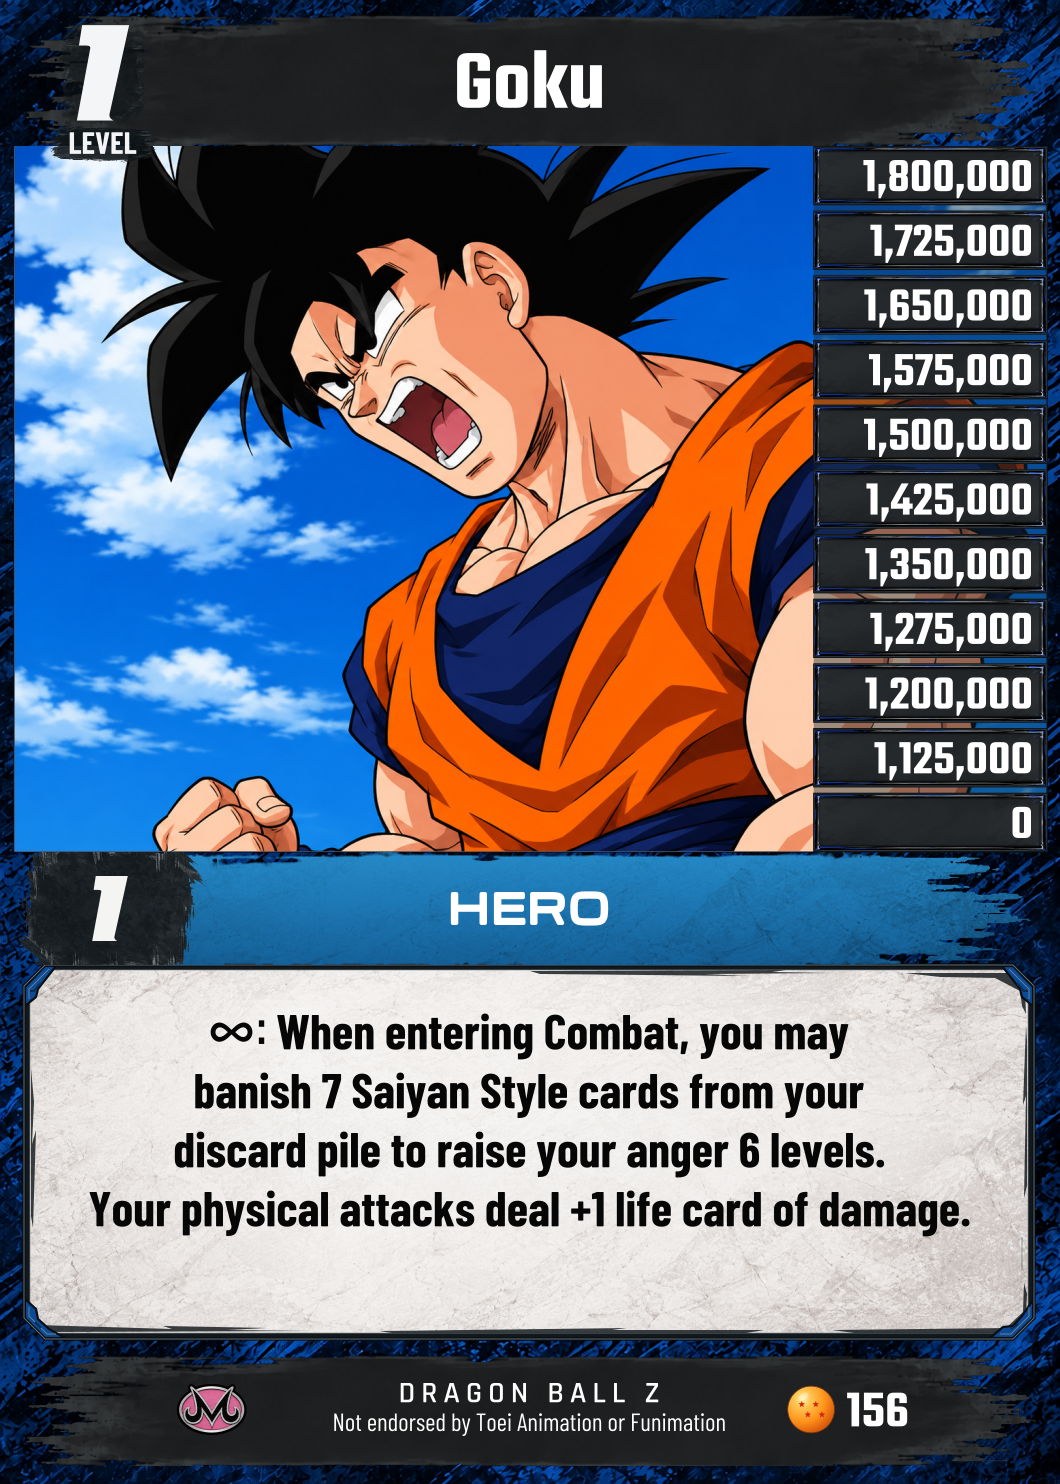 1
LEVEL
Goku
1,800,000
1,725,000
1,650,000
1,575,000
1,500,000
1,425,000
1,350,000
1,275,000
1,200,000
1,125,000
0
1
HERO
∞: When entering Combat, you may
banish 7 Saiyan Style cards from your
discard pile to raise your anger 6 levels.
Your physical attacks deal +1 life card of damage.
M
DRAGON BALL Z
Not endorsed by Toei Animation or Funimation
156